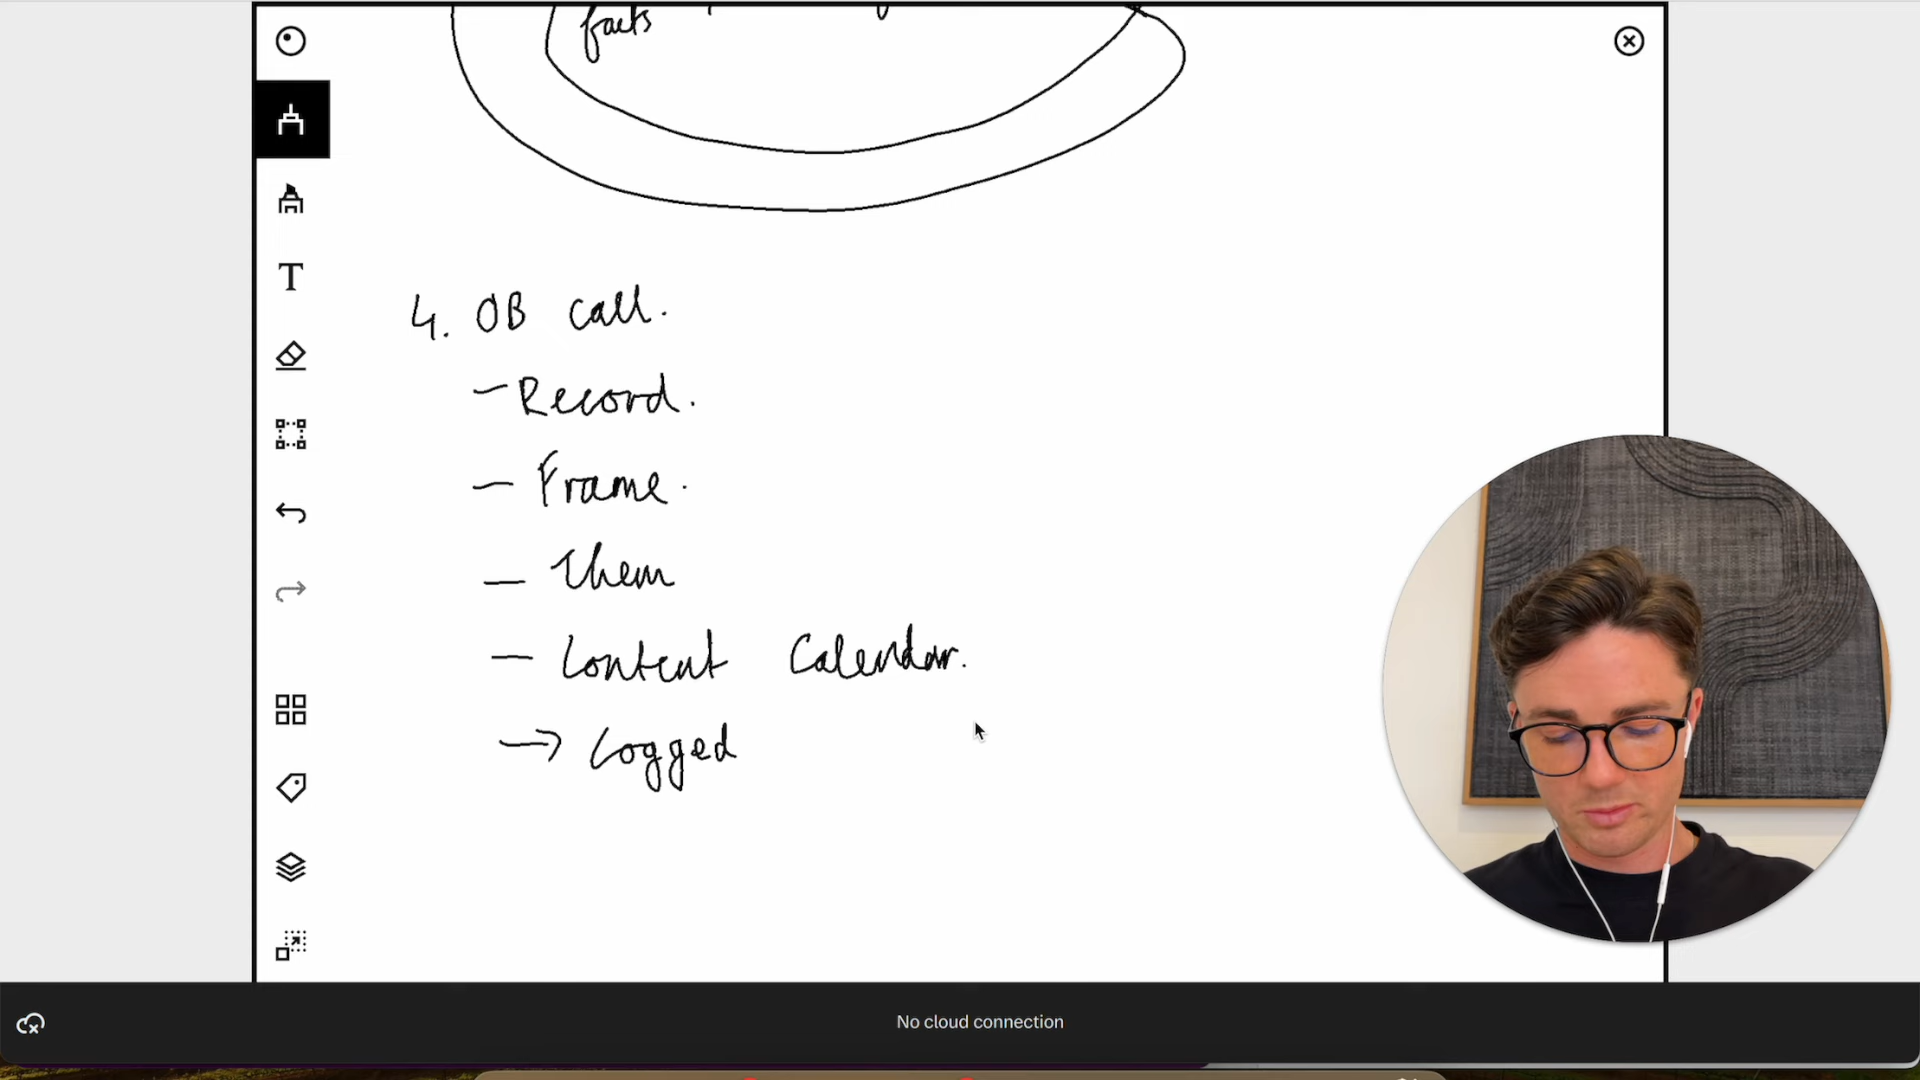 facts
4. OB call.
- Record.
- Frame.
- Them
- Content Calendar.
→ Logged
T
No cloud connection